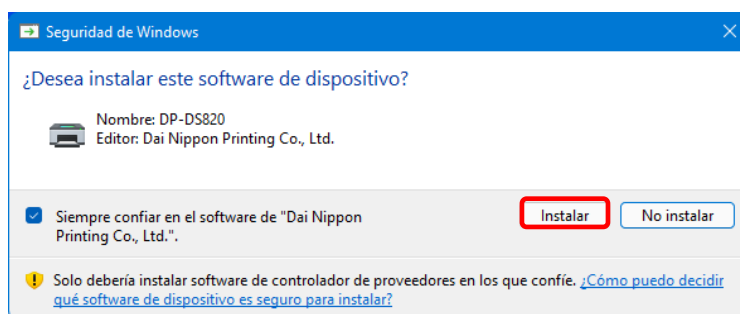 Seguridad de Windows
¿Desea instalar este software de dispositivo?
Nombre: DP-DS820
Editor: Dai Nippon Printing Co., Ltd.
Siempre confiar en el software de "Dai Nippon
Printing Co., Ltd.".
Instalar
No instalar
Solo debería instalar software de controlador de proveedores en los que confíe. ¿Cómo puedo decidir
qué software de dispositivo es seguro para instalar?